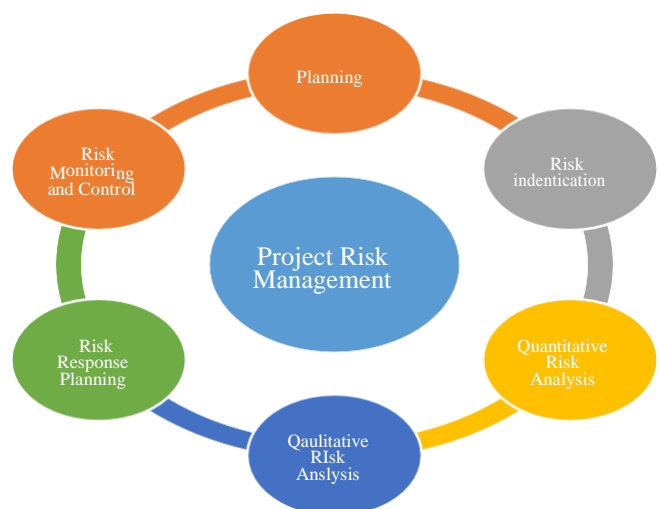 Planning
Risk
indentication
Quantitative
Risk
Analysis
Qaulitative
RIsk
Anslysis
Risk
Response
Planning
Risk
Monitoring
and Control
Project Risk
Management